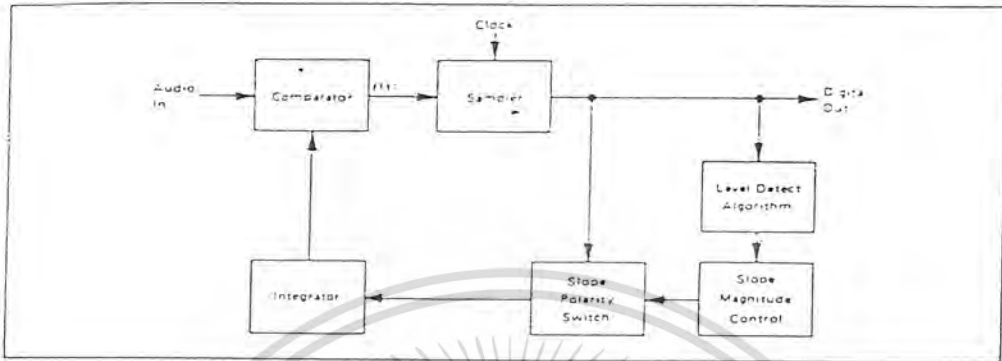 Clock
Audio
In
Comparator
Sampler
Digital
Out
Level Detect
Algorithm
Integrator
Slope
Polarity
Switch
Slope
Magnitude
Control